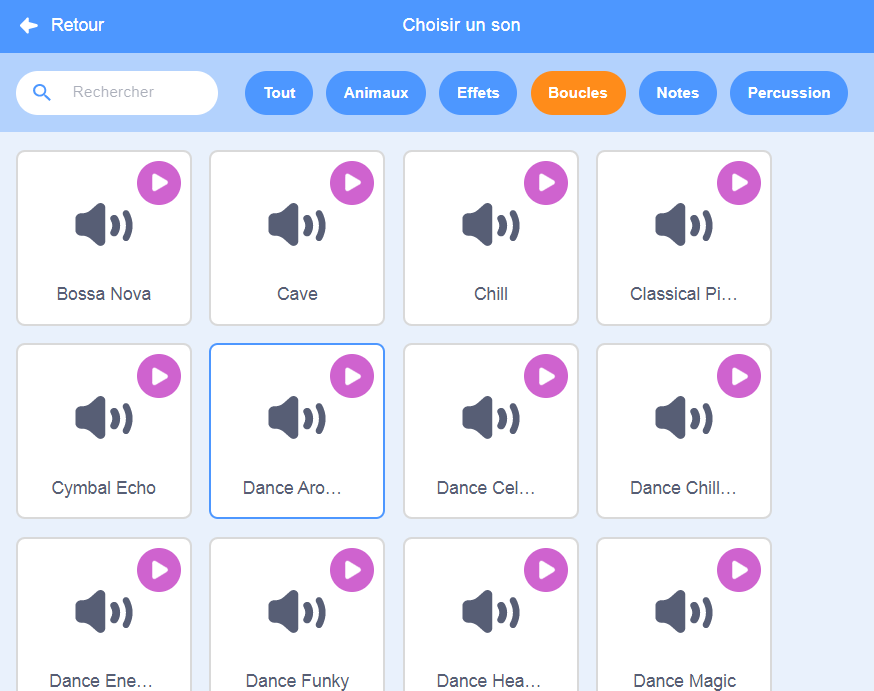 Retour
Choisir un son
Rechercher
Tout
Animaux
Effets
Boucles
Notes
Percussion
Bossa Nova
Cave
Chill
Classical Pi…
Cymbal Echo
Dance Aro…
Dance Cel…
Dance Chill…
Dance Ene…
Dance Funky
Dance Hea…
Dance Magic